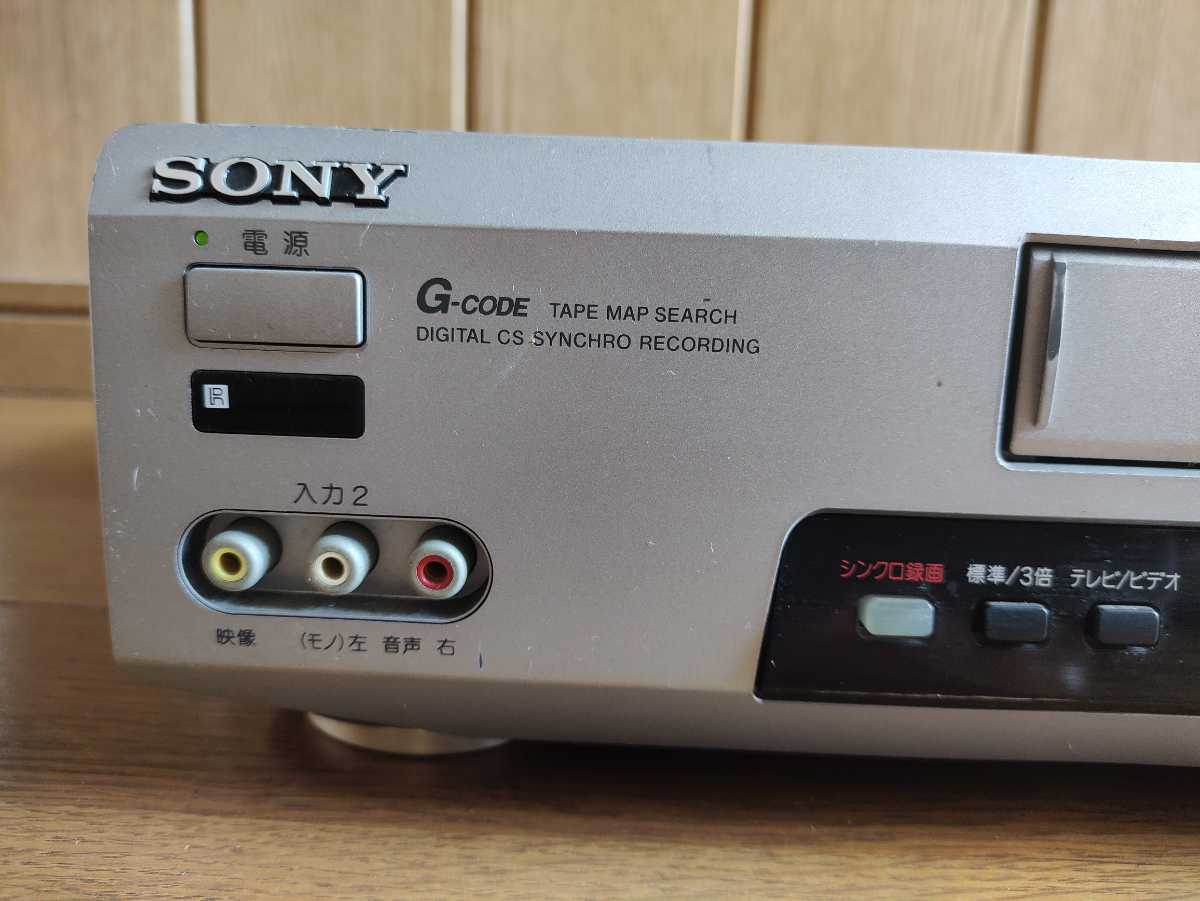 SONY
電源
G-CODE TAPE MAP SEARCH
DIGITAL CS SYNCHRO RECORDING
入力2
映像 (モノ)左 音声 右
シンクロ録画 標準/3倍 テレビ/ビデオ